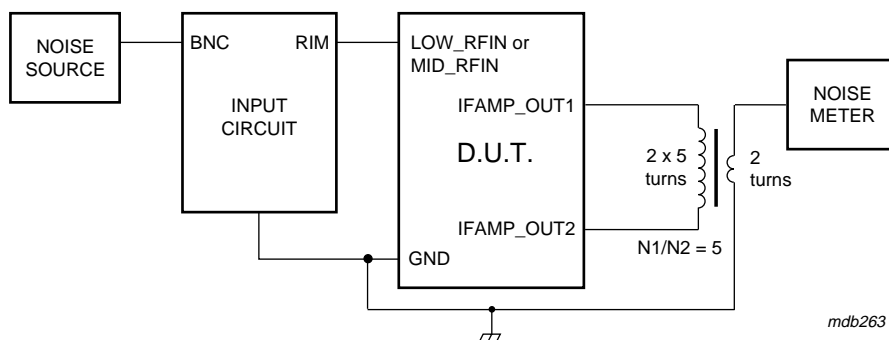 NOISE
SOURCE
BNC
RIM
INPUT
CIRCUIT
LOW_RFIN or
MID_RFIN
IFAMP_OUT1
D.U.T.
IFAMP_OUT2
GND
2 x 5
turns
2
turns
N1/N2 = 5
NOISE
METER
mdb263